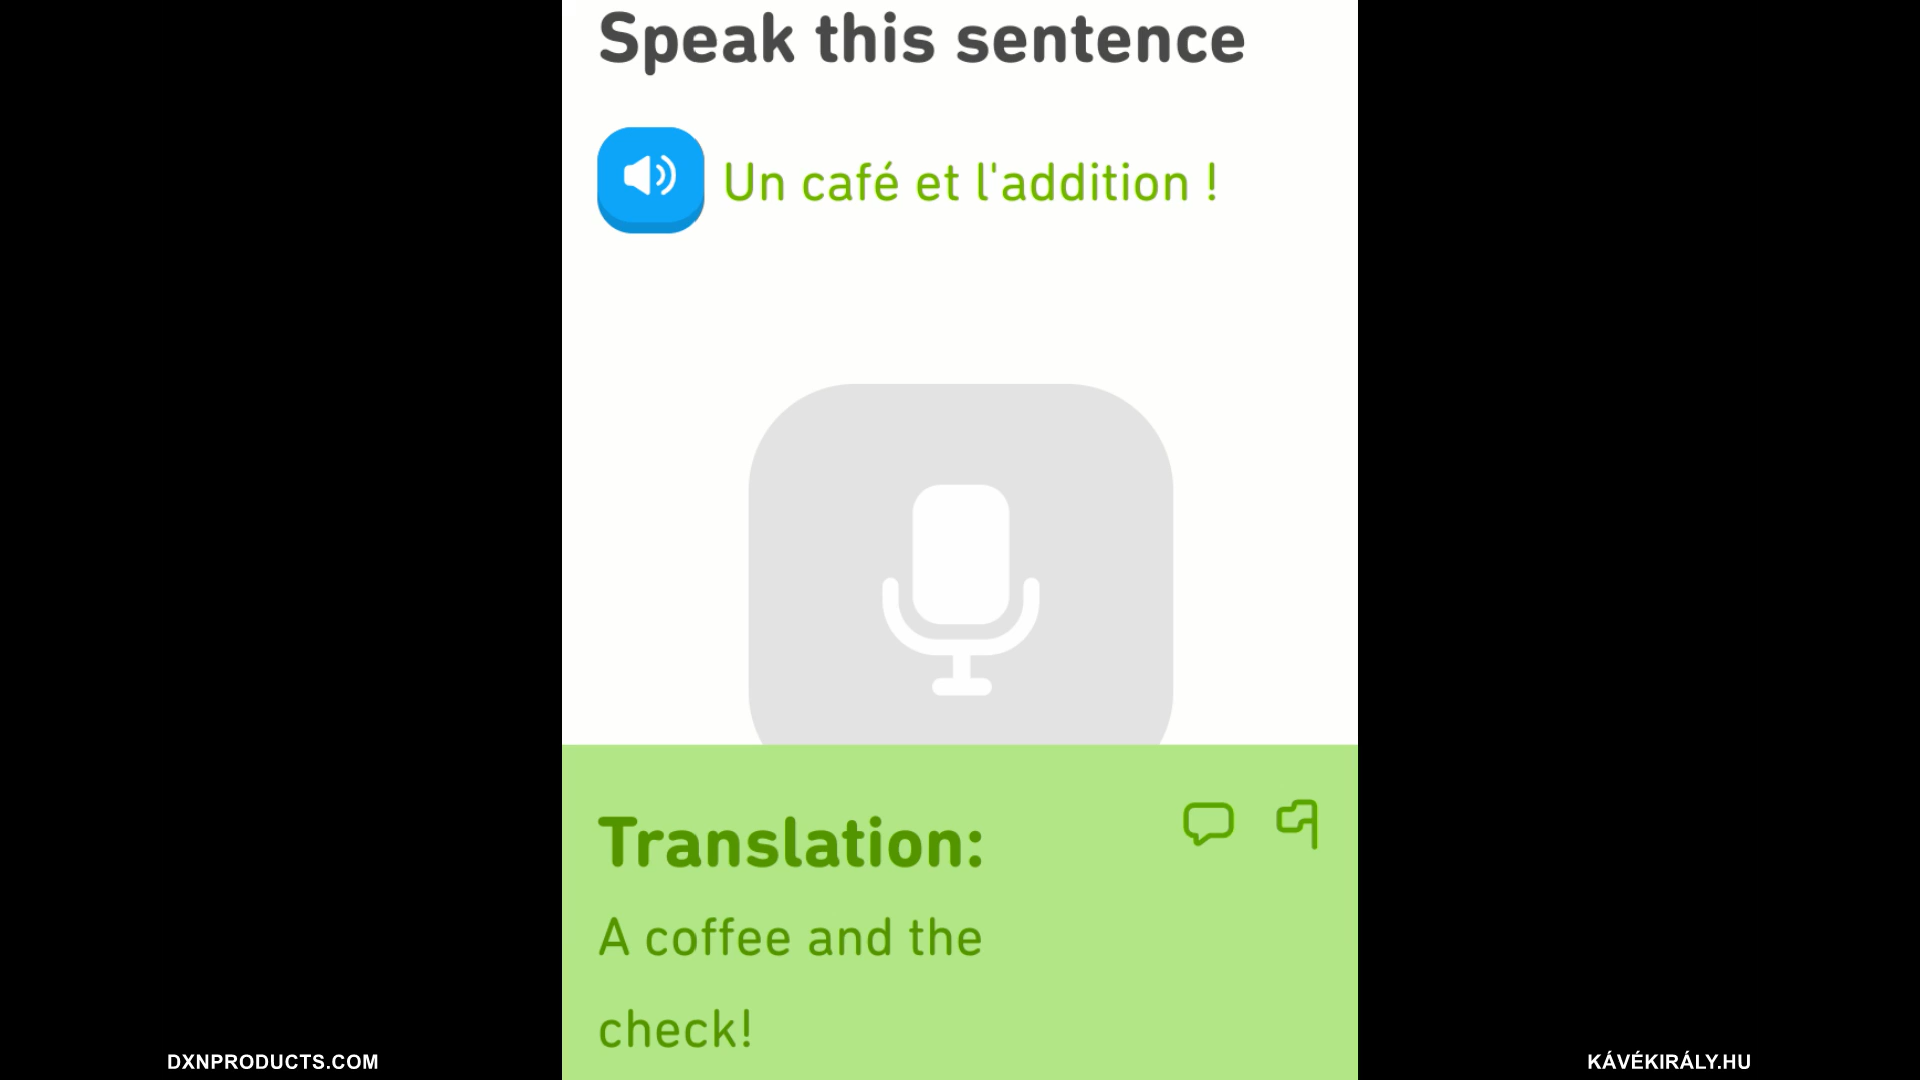 Speak this sentence
Un café et l'addition !
Translation:
A coffee and the
check!
DXNPRODUCTS.COM
KÁVÉKIRÁLY.HU